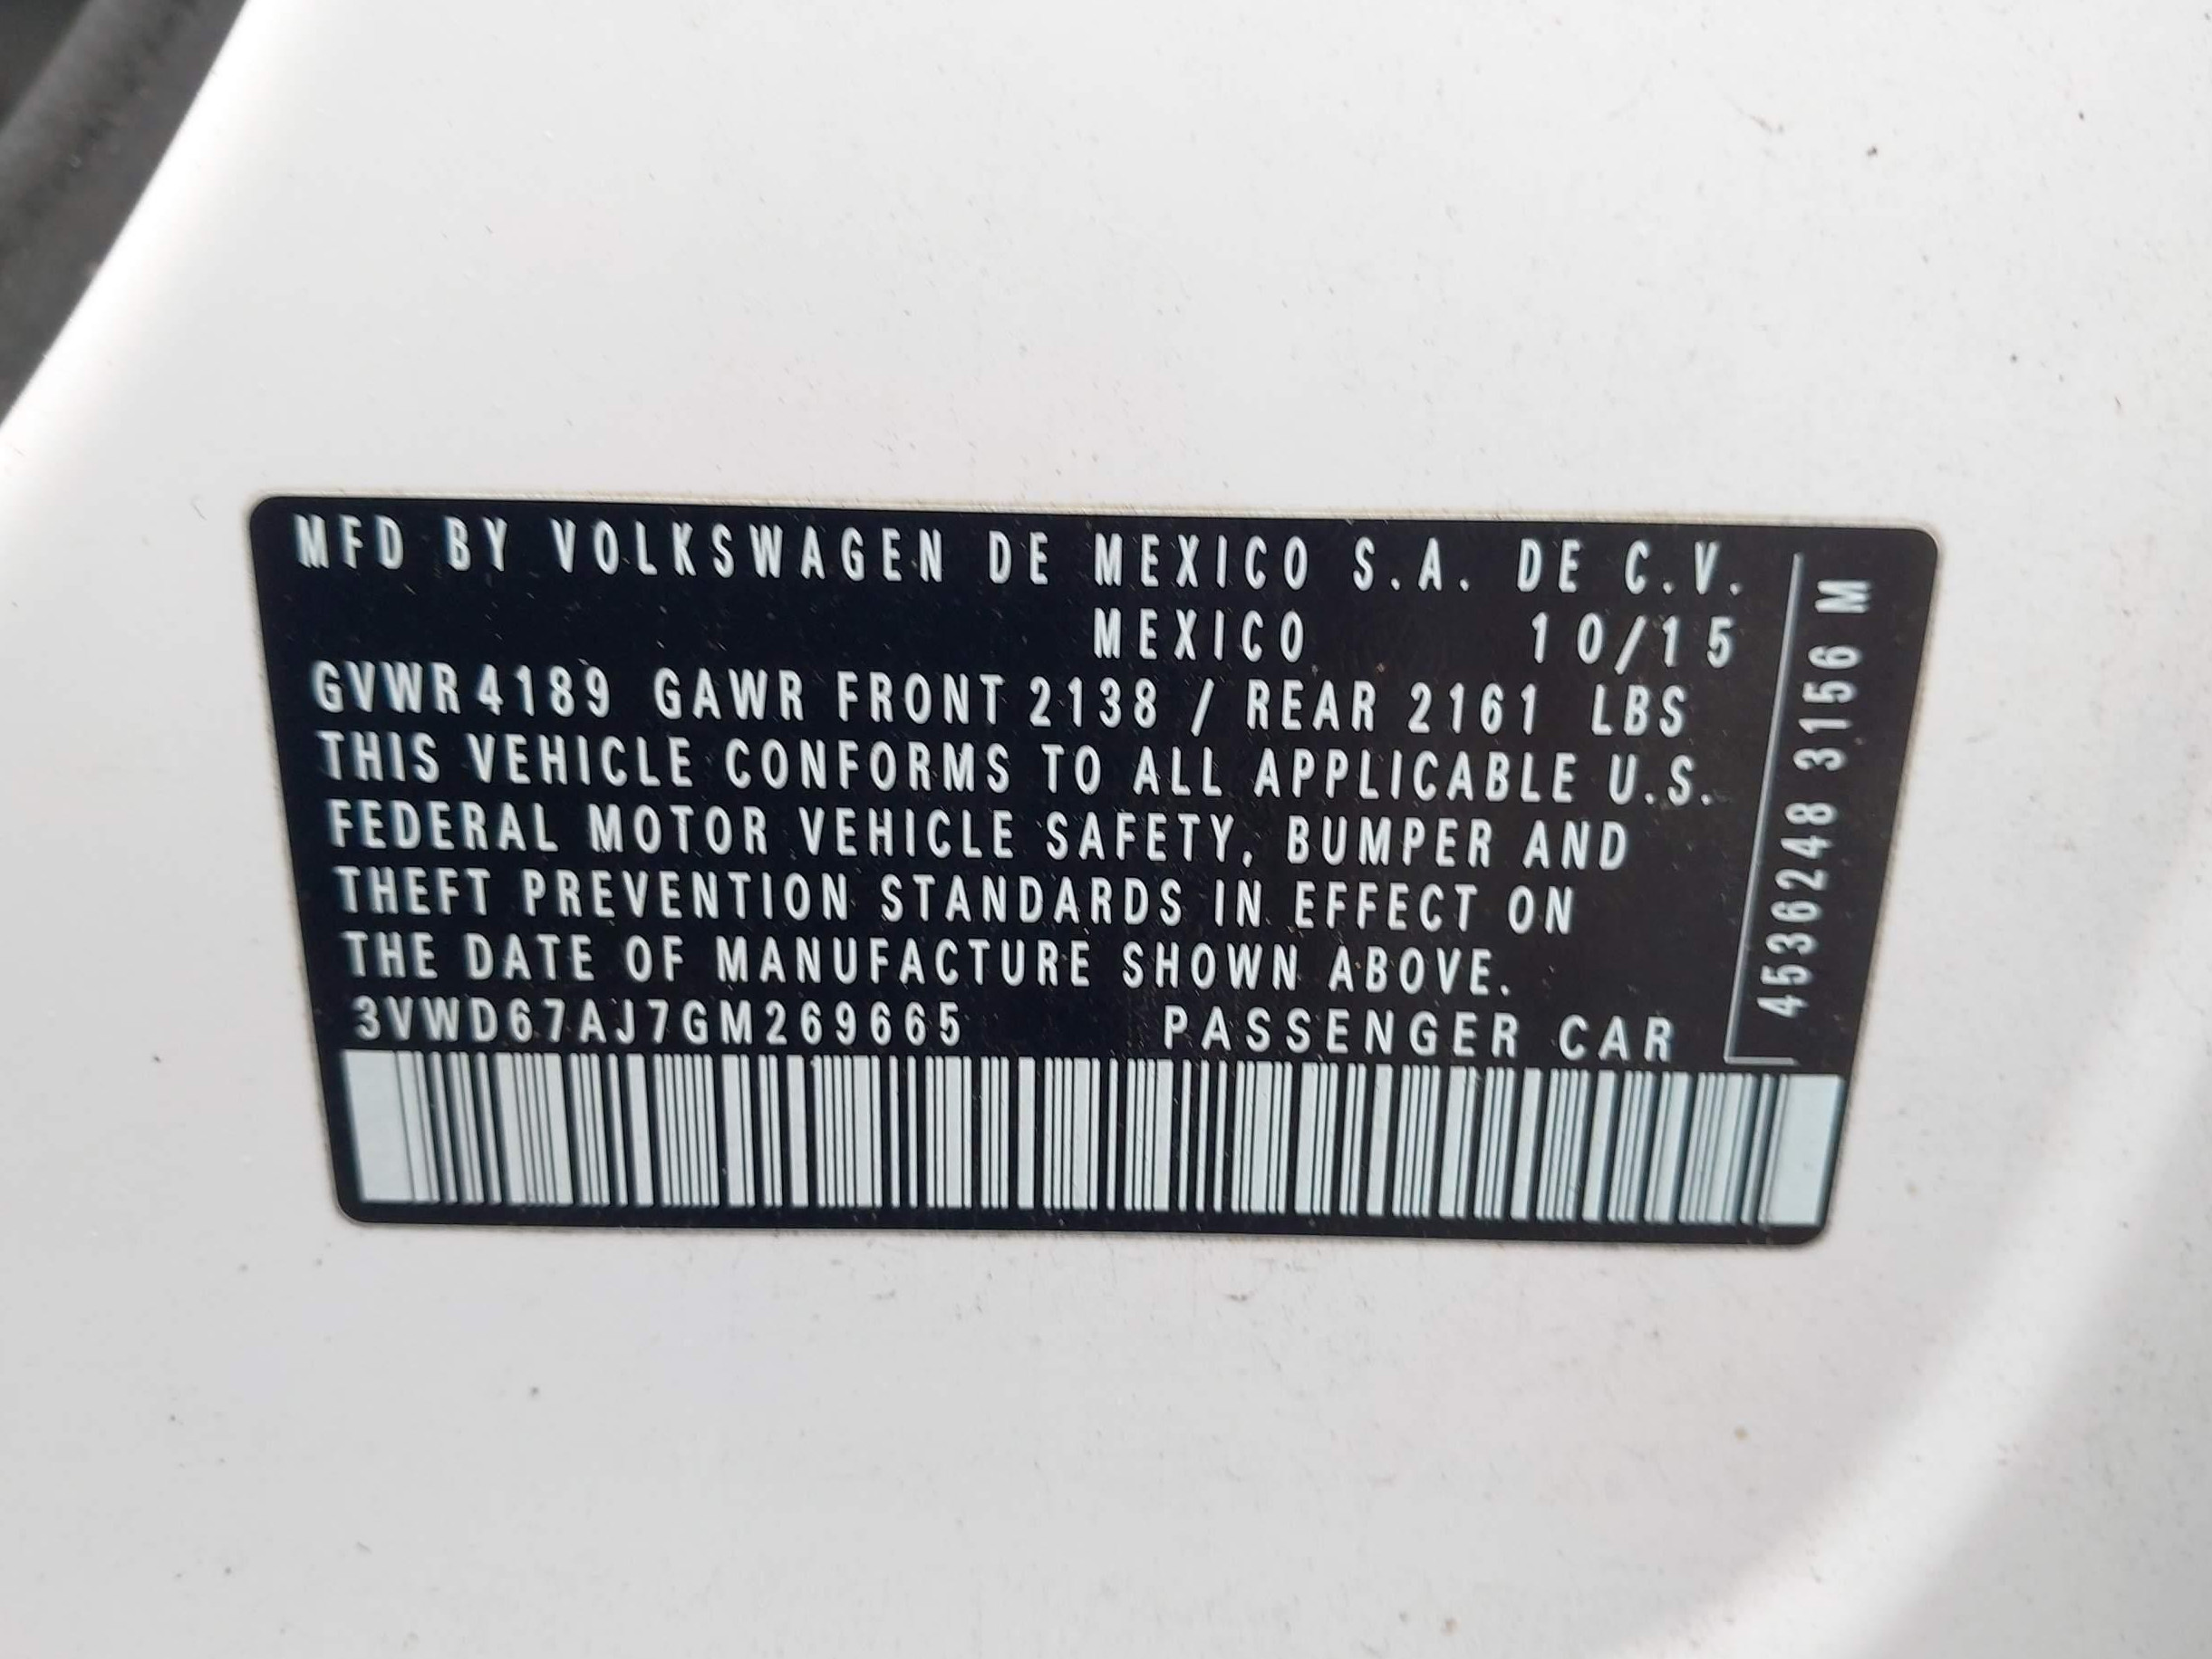 MFD BY VOLKSWAGEN DE MEXICO S.A. DE C.V.
MEXICO 10/15
GVWR 4189 GAWR FRONT 2138 / REAR 2161 LBS
THIS VEHICLE CONFORMS TO ALL APPLICABLE U.S.
FEDERAL MOTOR VEHICLE SAFETY, BUMPER AND
THEFT PREVENTION STANDARDS IN EFFECT ON
THE DATE OF MANUFACTURE SHOWN ABOVE.
3VWD67AJ7GM269665 PASSENGER CAR
4536248 3156 M